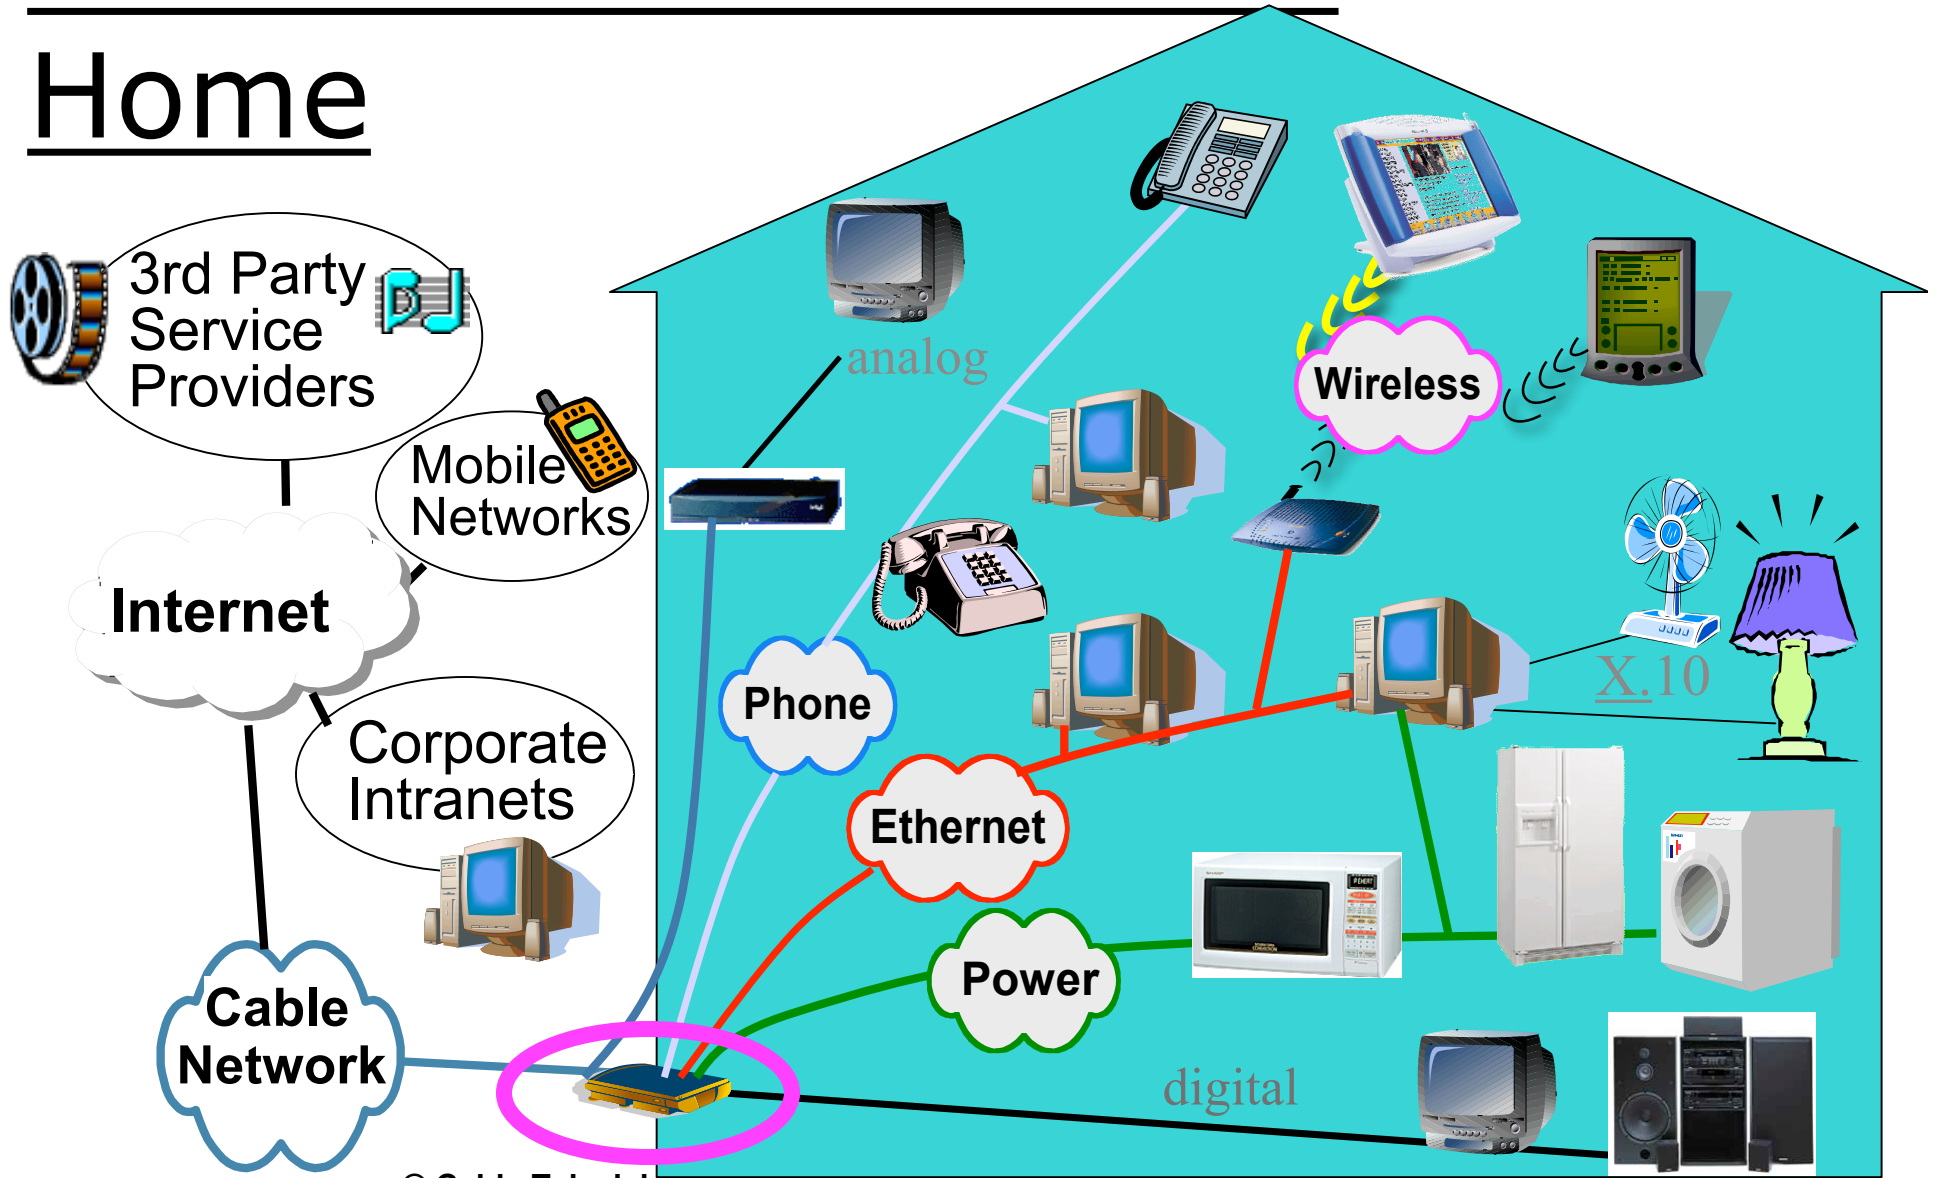 Home
3rd Party
Service
Providers
Mobile
Networks
Internet
Corporate
Intranets
Cable
Network
analog
Wireless
Phone
X.10
Ethernet
Power
digital